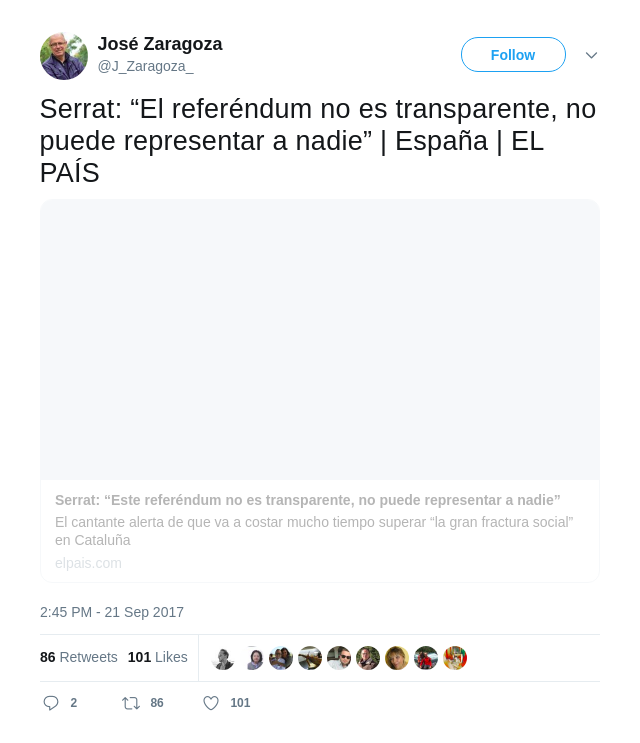 José Zaragoza
@J_Zaragoza_
Follow
Serrat: “El referéndum no es transparente, no
puede representar a nadie” | España | EL
PAÍS
Serrat: “Este referéndum no es transparente, no puede representar a nadie”
El cantante alerta de que va a costar mucho tiempo superar “la gran fractura social”
en Cataluña
elpais.com
2:45 PM - 21 Sep 2017
86 Retweets 101 Likes
2 86 101